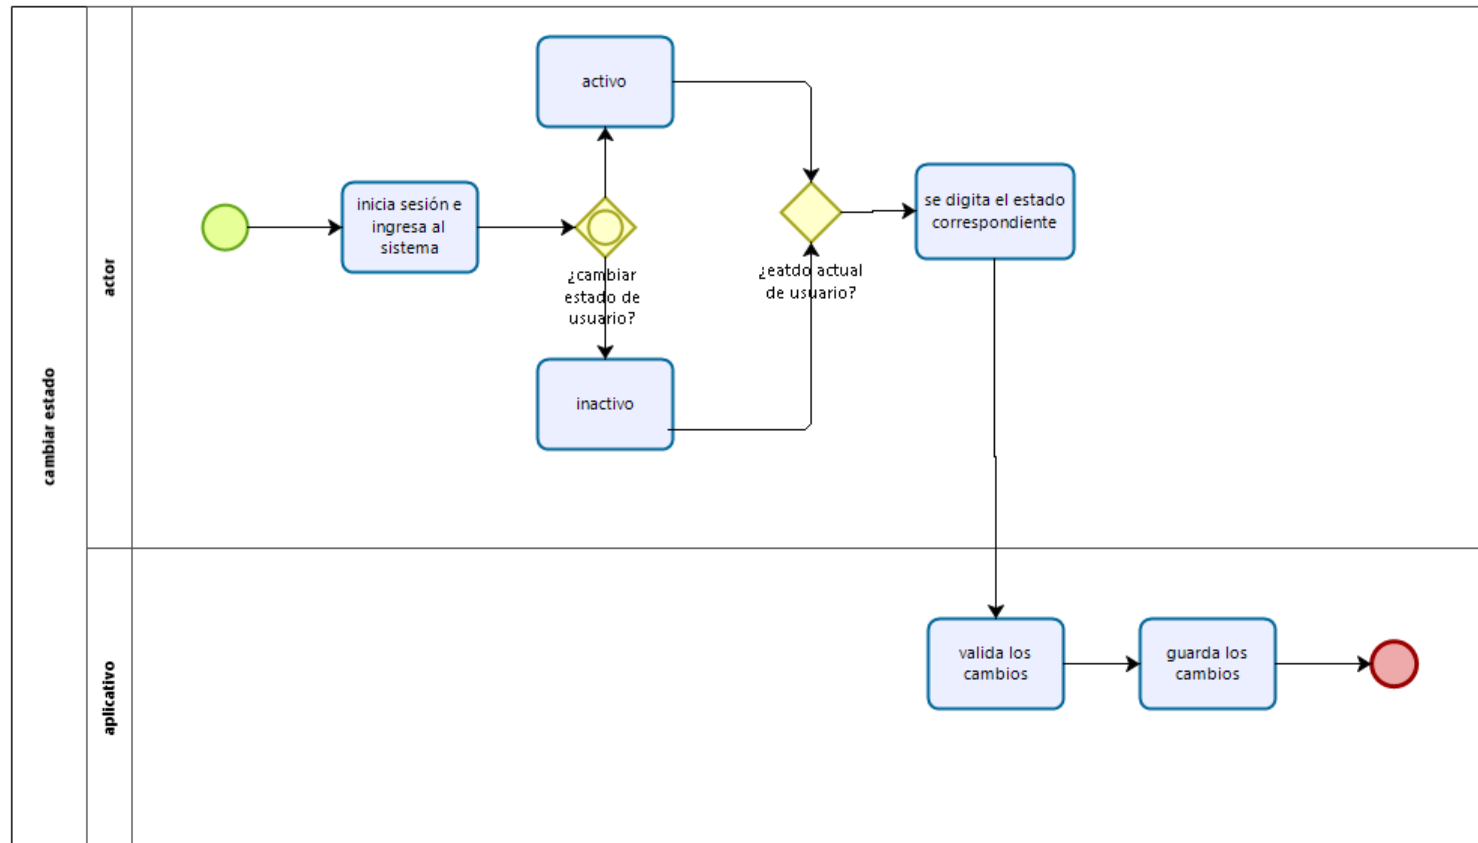 cambiar estado
actor
activo
inicia sesión e
ingresa al
sistema
¿cambiar
estado de
usuario?
inactivo
¿eatdo actual
de usuario?
se digita el estado
correspondiente
aplicativo
valida los
cambios
guarda los
cambios